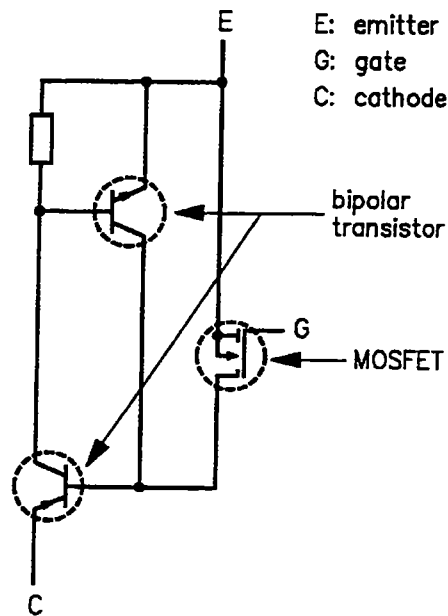 E
E: emitter
G: gate
C: cathode
bipolar
transistor
G
MOSFET
C